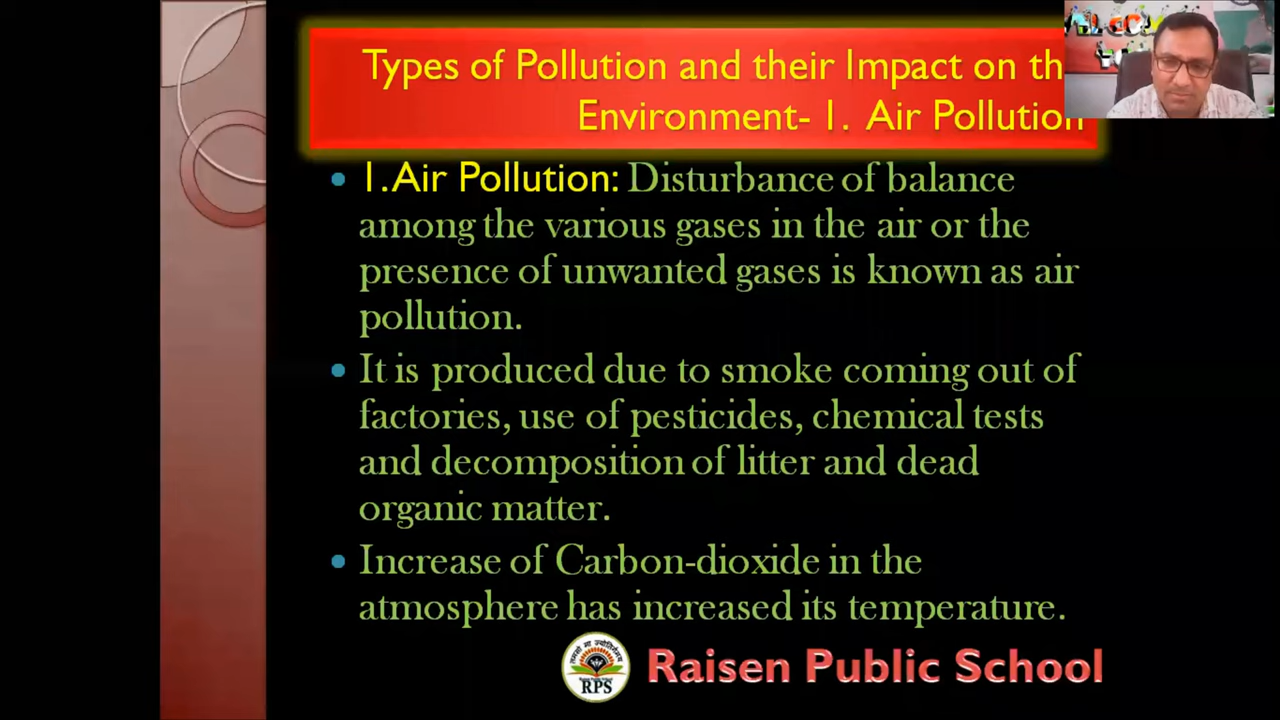 Types of Pollution and their Impact on th
Environment- 1. Air Pollution
1.Air Pollution: Disturbance of balance
among the various gases in the air or the
presence of unwanted gases is known as air
pollution.
It is produced due to smoke coming out of
factories, use of pesticides, chemical tests
and decomposition of litter and dead
organic matter.
Increase of Carbon-dioxide in the
atmosphere has increased its temperature.
तमसो मा ज्योतिर्गमय
RPS
Raisen Public School